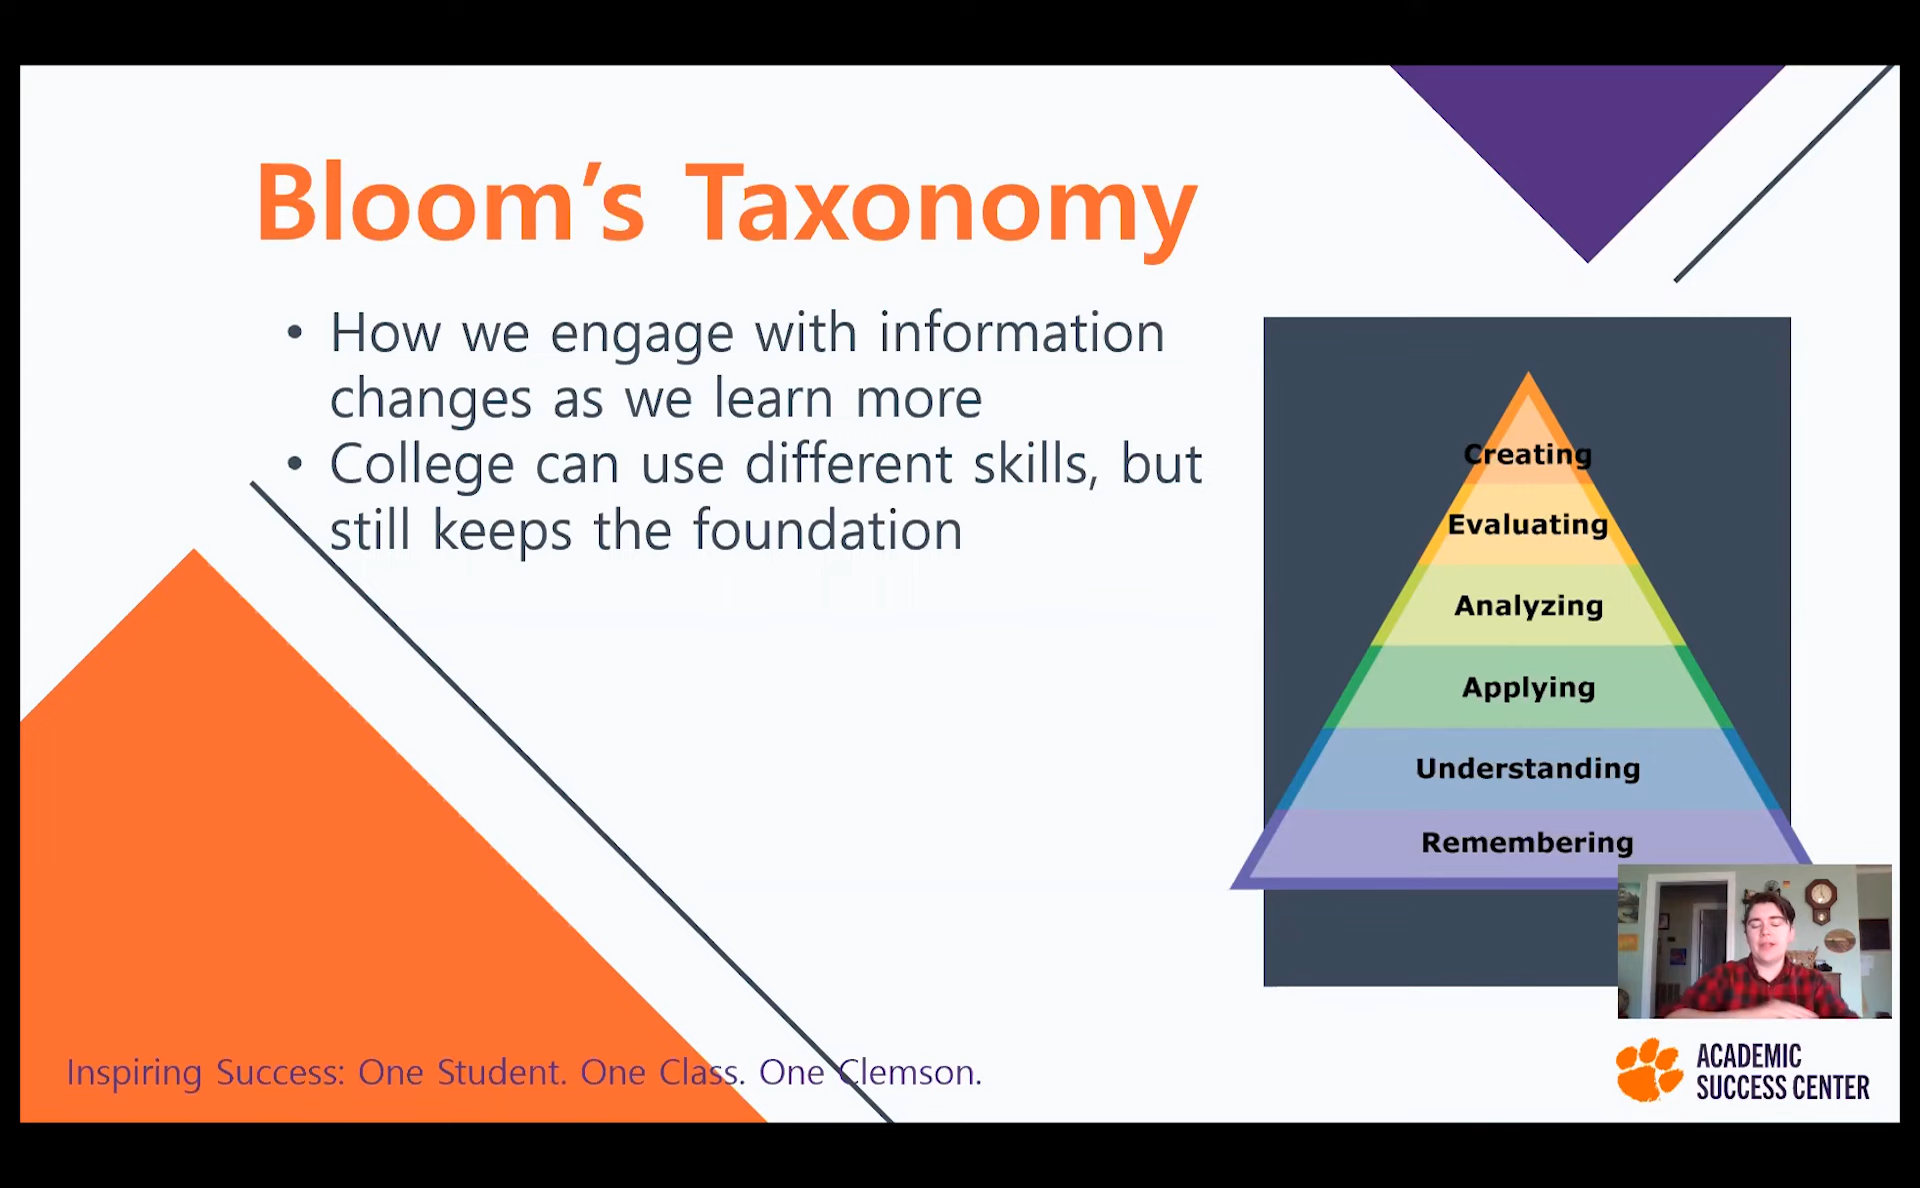 Bloom’s Taxonomy
• How we engage with information
changes as we learn more
• College can use different skills, but
still keeps the foundation
Creating
Evaluating
Analyzing
Applying
Understanding
Remembering
Inspiring Success: One Student. One Class. One Clemson.
ACADEMIC
SUCCESS CENTER